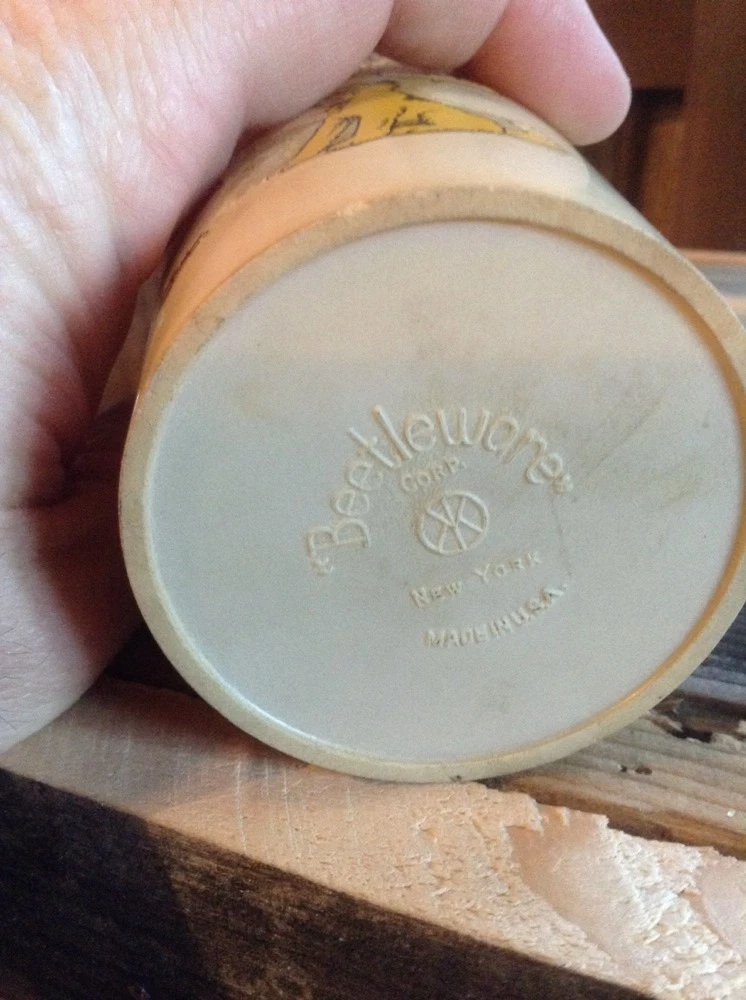 "Beetleware"
CORP.
NEW YORK
MADE IN U.S.A.